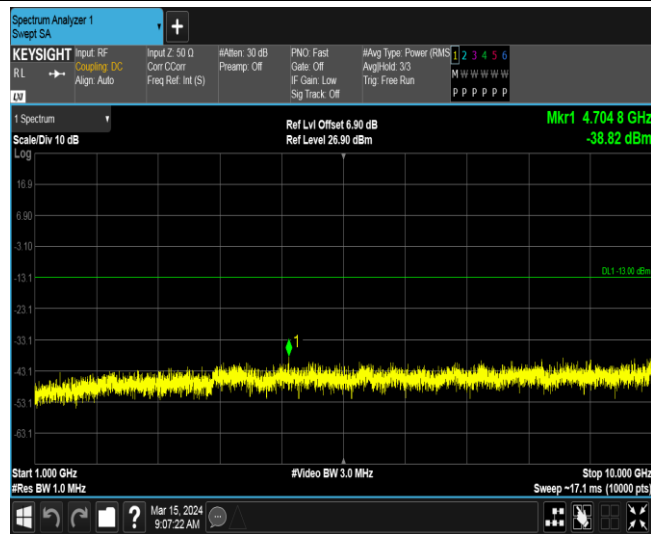 Spectrum Analyzer 1
Swept SA
+
KEYSIGHT
RL
Input: RF
Coupling: DC
Align: Auto
Input Z: 50 Ω
Corr CCorr
Freq Ref: Int (S)
#Atten: 30 dB
Preamp: Off
PNO: Fast
Gate: Off
IF Gain: Low
Sig Track: Off
#Avg Type: Power (RMS
Avg|Hold: 3/3
Trig: Free Run
1 2 3 4 5 6
M W W W W W
P P P P P P
LXI
1 Spectrum
Scale/Div 10 dB
Log
Ref Lvl Offset 6.90 dB
Ref Level 26.90 dBm
Mkr1 4.704 8 GHz
-38.82 dBm
16.9
6.90
-3.10
-13.1
DL1 -13.00 dBm
-23.1
-33.1
1
-43.1
-53.1
-63.1
Start 1.000 GHz
#Res BW 1.0 MHz
#Video BW 3.0 MHz
Stop 10.000 GHz
Sweep ~17.1 ms (10000 pts)
?
Mar 15, 2024
9:07:22 AM